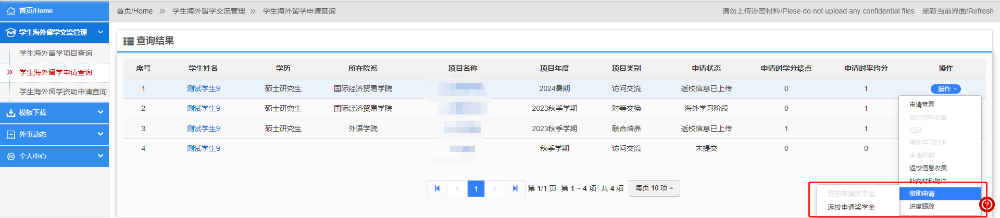 首页/Home
学生海外留学交流管理
学生海外留学项目查询
学生海外留学申请查询
学生海外留学资助申请查询
模板下载
外事动态
个人中心
首页/Home » 学生海外留学交流管理 » 学生海外留学申请查询 请勿上传涉密材料/Plese do not upload any confidential files 刷新当前界面/Refresh
查询结果
序号 学生姓名 学历 所在院系 项目名称 项目年度 项目类别 申请状态 申请时学分绩点 申请时平均分 操作
1 测试学生9 硕士研究生 国际经济贸易学院 2024暑期 访问交流 返校信息已上传 0 1 操作
2 测试学生9 硕士研究生 国际经济贸易学院 2023秋季学期 对等交换 海外学习阶段 0 1
3 测试学生9 硕士研究生 外语学院 2023秋季学期 联合培养 返校信息已上传 1 1
4 测试学生9 秋季学期 访问交流 未提交 0 0
申请查看
派出材料收集
已派
境外学习打卡
申请延期
返校信息收集
补交材料附件
资助申请
进度跟踪
提前申请奖学金
返校申请奖学金
« 1 » 第 1/1 页 第 1 ~ 4 项 共 4 项 每页 10 项